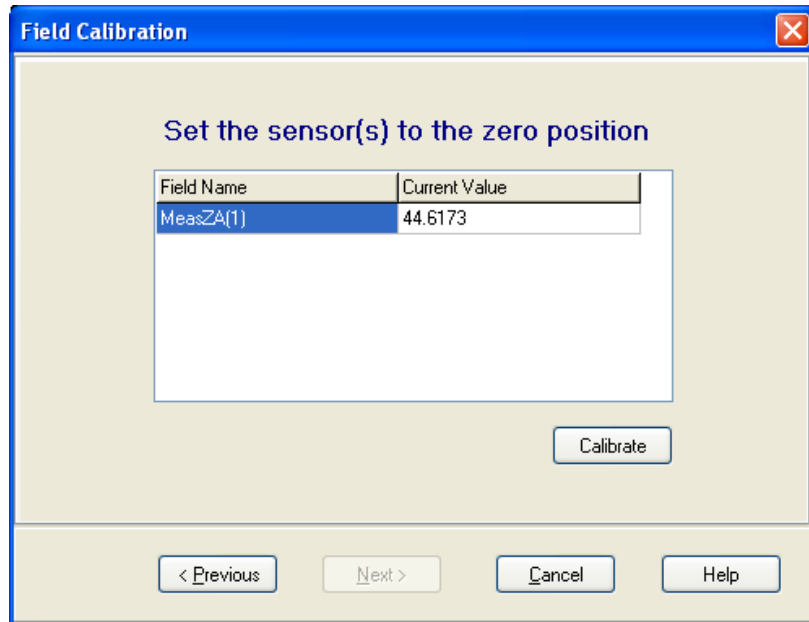 Field Calibration
Set the sensor(s) to the zero position
Field Name Current Value
MeasZA(1) 44.6173
Calibrate
< Previous Next > Cancel Help